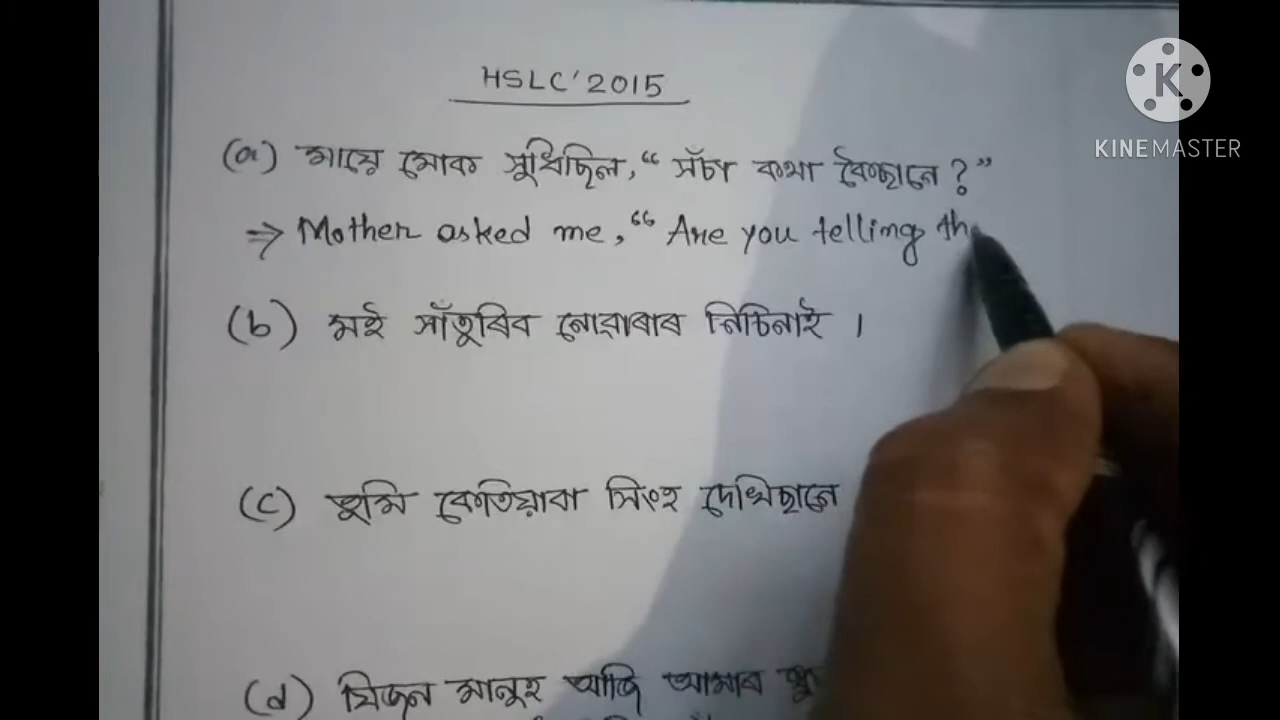 HSLC'2015
K
KINEMASTER
(a) মায়ে মোক সুধিছিল, “সঁচা কথা কৈছানে ?”
⇒ Mother asked me, “Are you telling th
(b) মই সাঁতুৰিব নোৱাৰাৰ নিচিনাই ।
(c) তুমি কেতিয়াবা সিংহ দেখিছানে
(d) যিজন মানুহ আজি আমাৰ